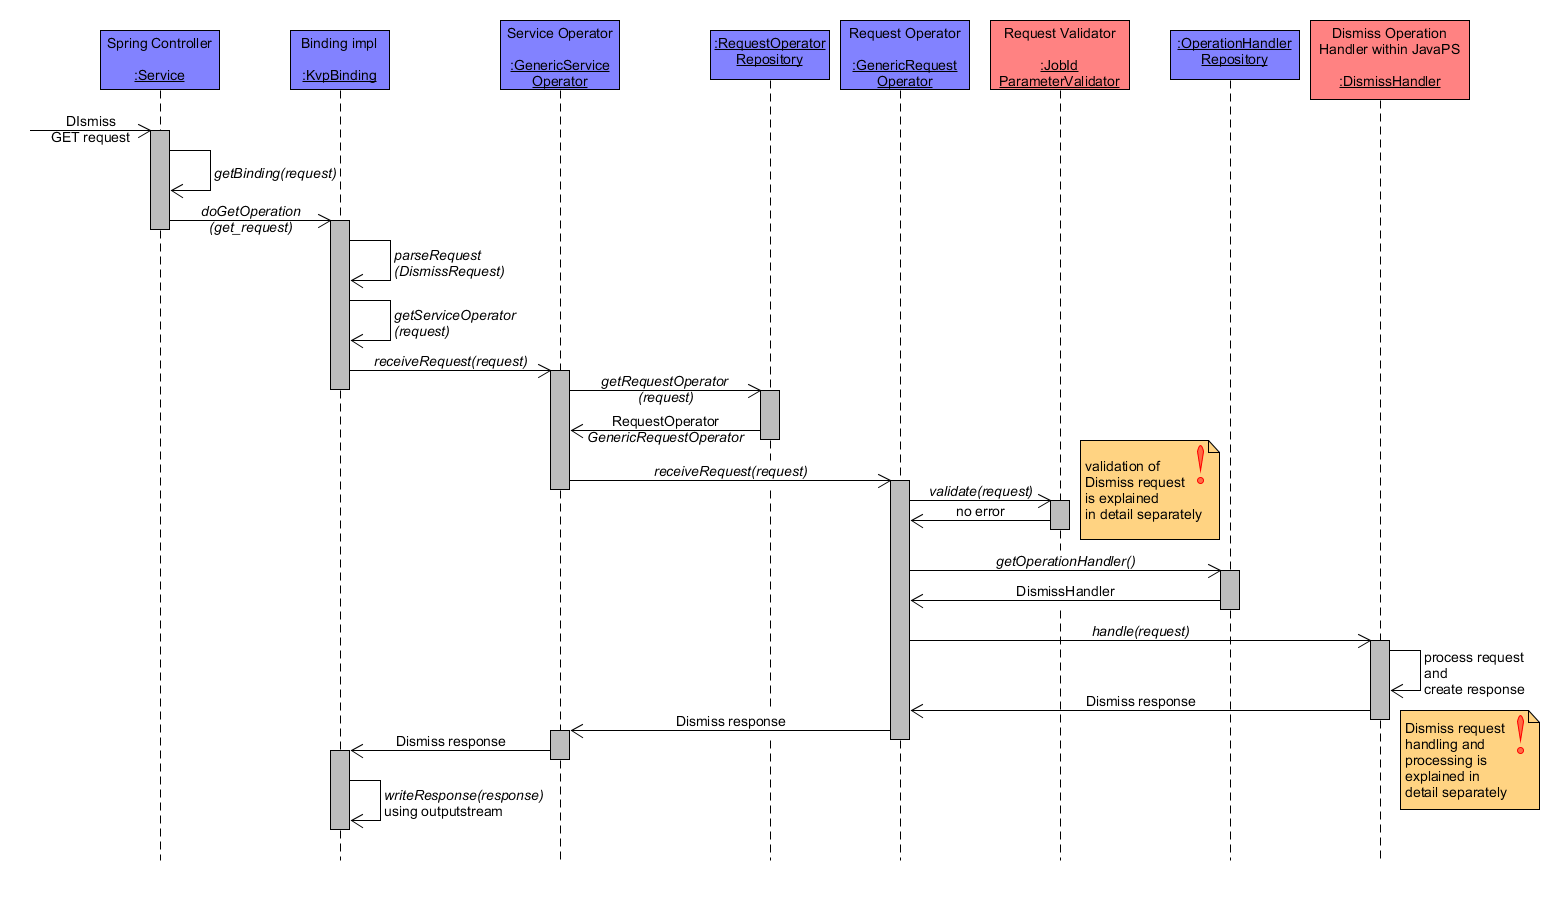 Spring Controller
:Service
Binding impl
:KvpBinding
Service Operator
:GenericService
Operator
:RequestOperator
Repository
Request Operator
:GenericRequest
Operator
Request Validator
:JobId
ParameterValidator
:OperationHandler
Repository
Dismiss Operation
Handler within JavaPS
:DismissHandler
DIsmiss
GET request
getBinding(request)
doGetOperation
(get_request)
parseRequest
(DismissRequest)
getServiceOperator
(request)
receiveRequest(request)
getRequestOperator
(request)
RequestOperator
GenericRequestOperator
receiveRequest(request)
validate(request)
no error
validation of
Dismiss request
is explained
in detail separately
getOperationHandler()
DismissHandler
handle(request)
process request
and
create response
Dismiss response
Dismiss response
Dismiss response
Dismiss request
handling and
processing is
explained in
detail separately
writeResponse(response)
using outputstream